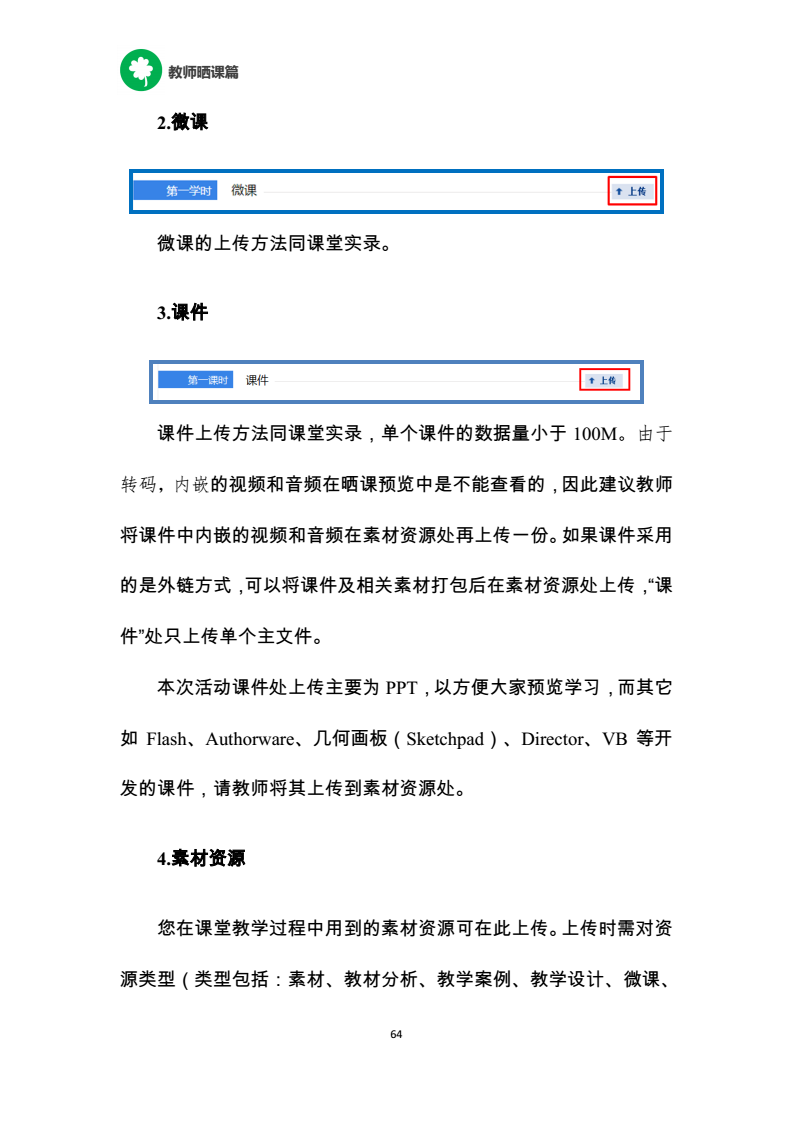 教师晒课篇
2.微课
第一学时 微课 上传
微课的上传方法同课堂实录。
3.课件
第一课时 课件 上传
课件上传方法同课堂实录，单个课件的数据量小于 100M。由于
转码，内嵌的视频和音频在晒课预览中是不能查看的，因此建议教师
将课件中内嵌的视频和音频在素材资源处再上传一份。如果课件采用
的是外链方式，可以将课件及相关素材打包后在素材资源处上传，“课
件”处只上传单个主文件。
本次活动课件处上传主要为 PPT，以方便大家预览学习，而其它
如 Flash、Authorware、几何画板（Sketchpad）、Director、VB 等开
发的课件，请教师将其上传到素材资源处。
4.素材资源
您在课堂教学过程中用到的素材资源可在此上传。上传时需对资
源类型（类型包括：素材、教材分析、教学案例、教学设计、微课、
64